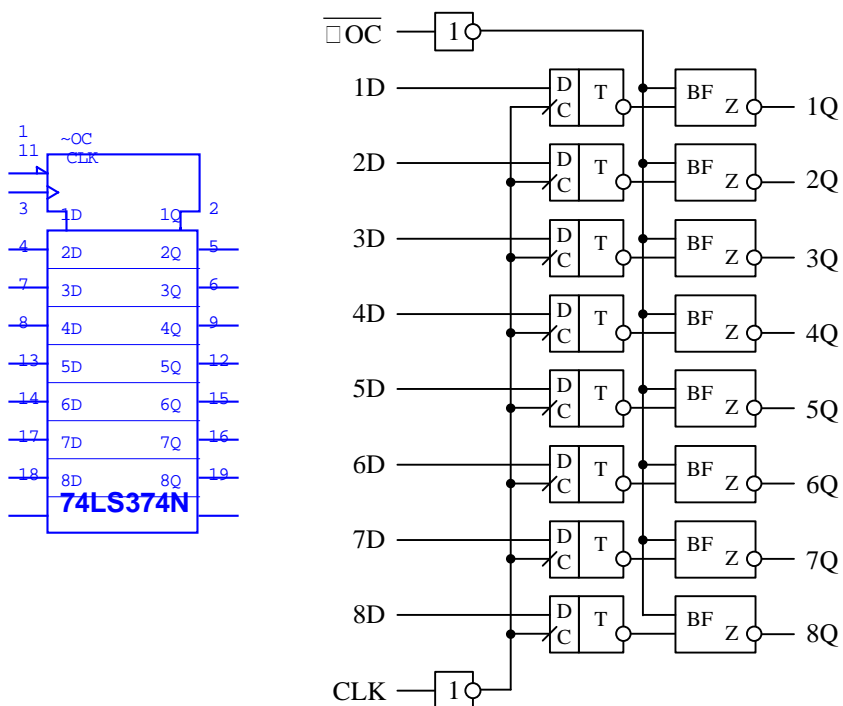 1 ~OC
11 CLK
3 1D 1Q 2
4 2D 2Q 5
7 3D 3Q 6
8 4D 4Q 9
13 5D 5Q 12
14 6D 6Q 15
17 7D 7Q 16
18 8D 8Q 19
74LS374N
□OC 1
1D D C T BF Z 1Q
2D D C T BF Z 2Q
3D D C T BF Z 3Q
4D D C T BF Z 4Q
5D D C T BF Z 5Q
6D D C T BF Z 6Q
7D D C T BF Z 7Q
8D D C T BF Z 8Q
CLK 1